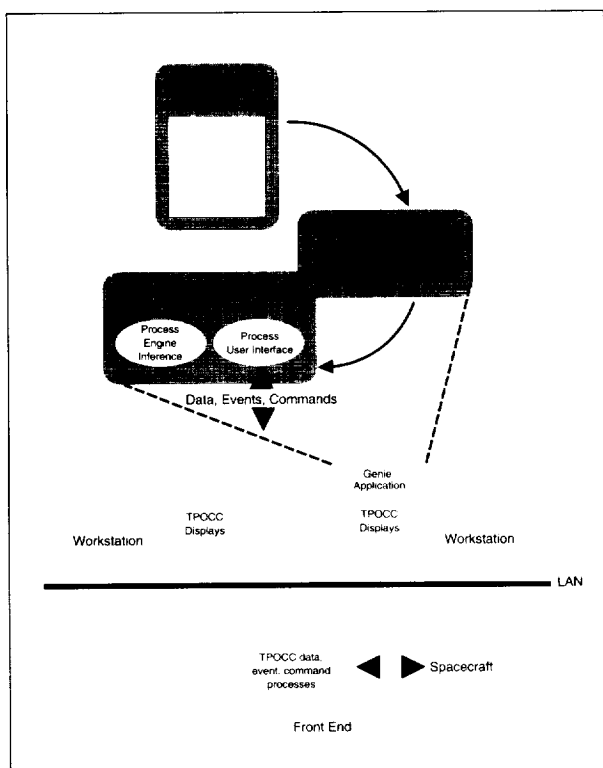 Process
Engine
Inference
Process
User Interface
Data, Events, Commands
Genie
Application
TPOCC
Displays
TPOCC
Displays
Workstation
Workstation
LAN
TPOCC data,
event, command
processes
Spacecraft
Front End